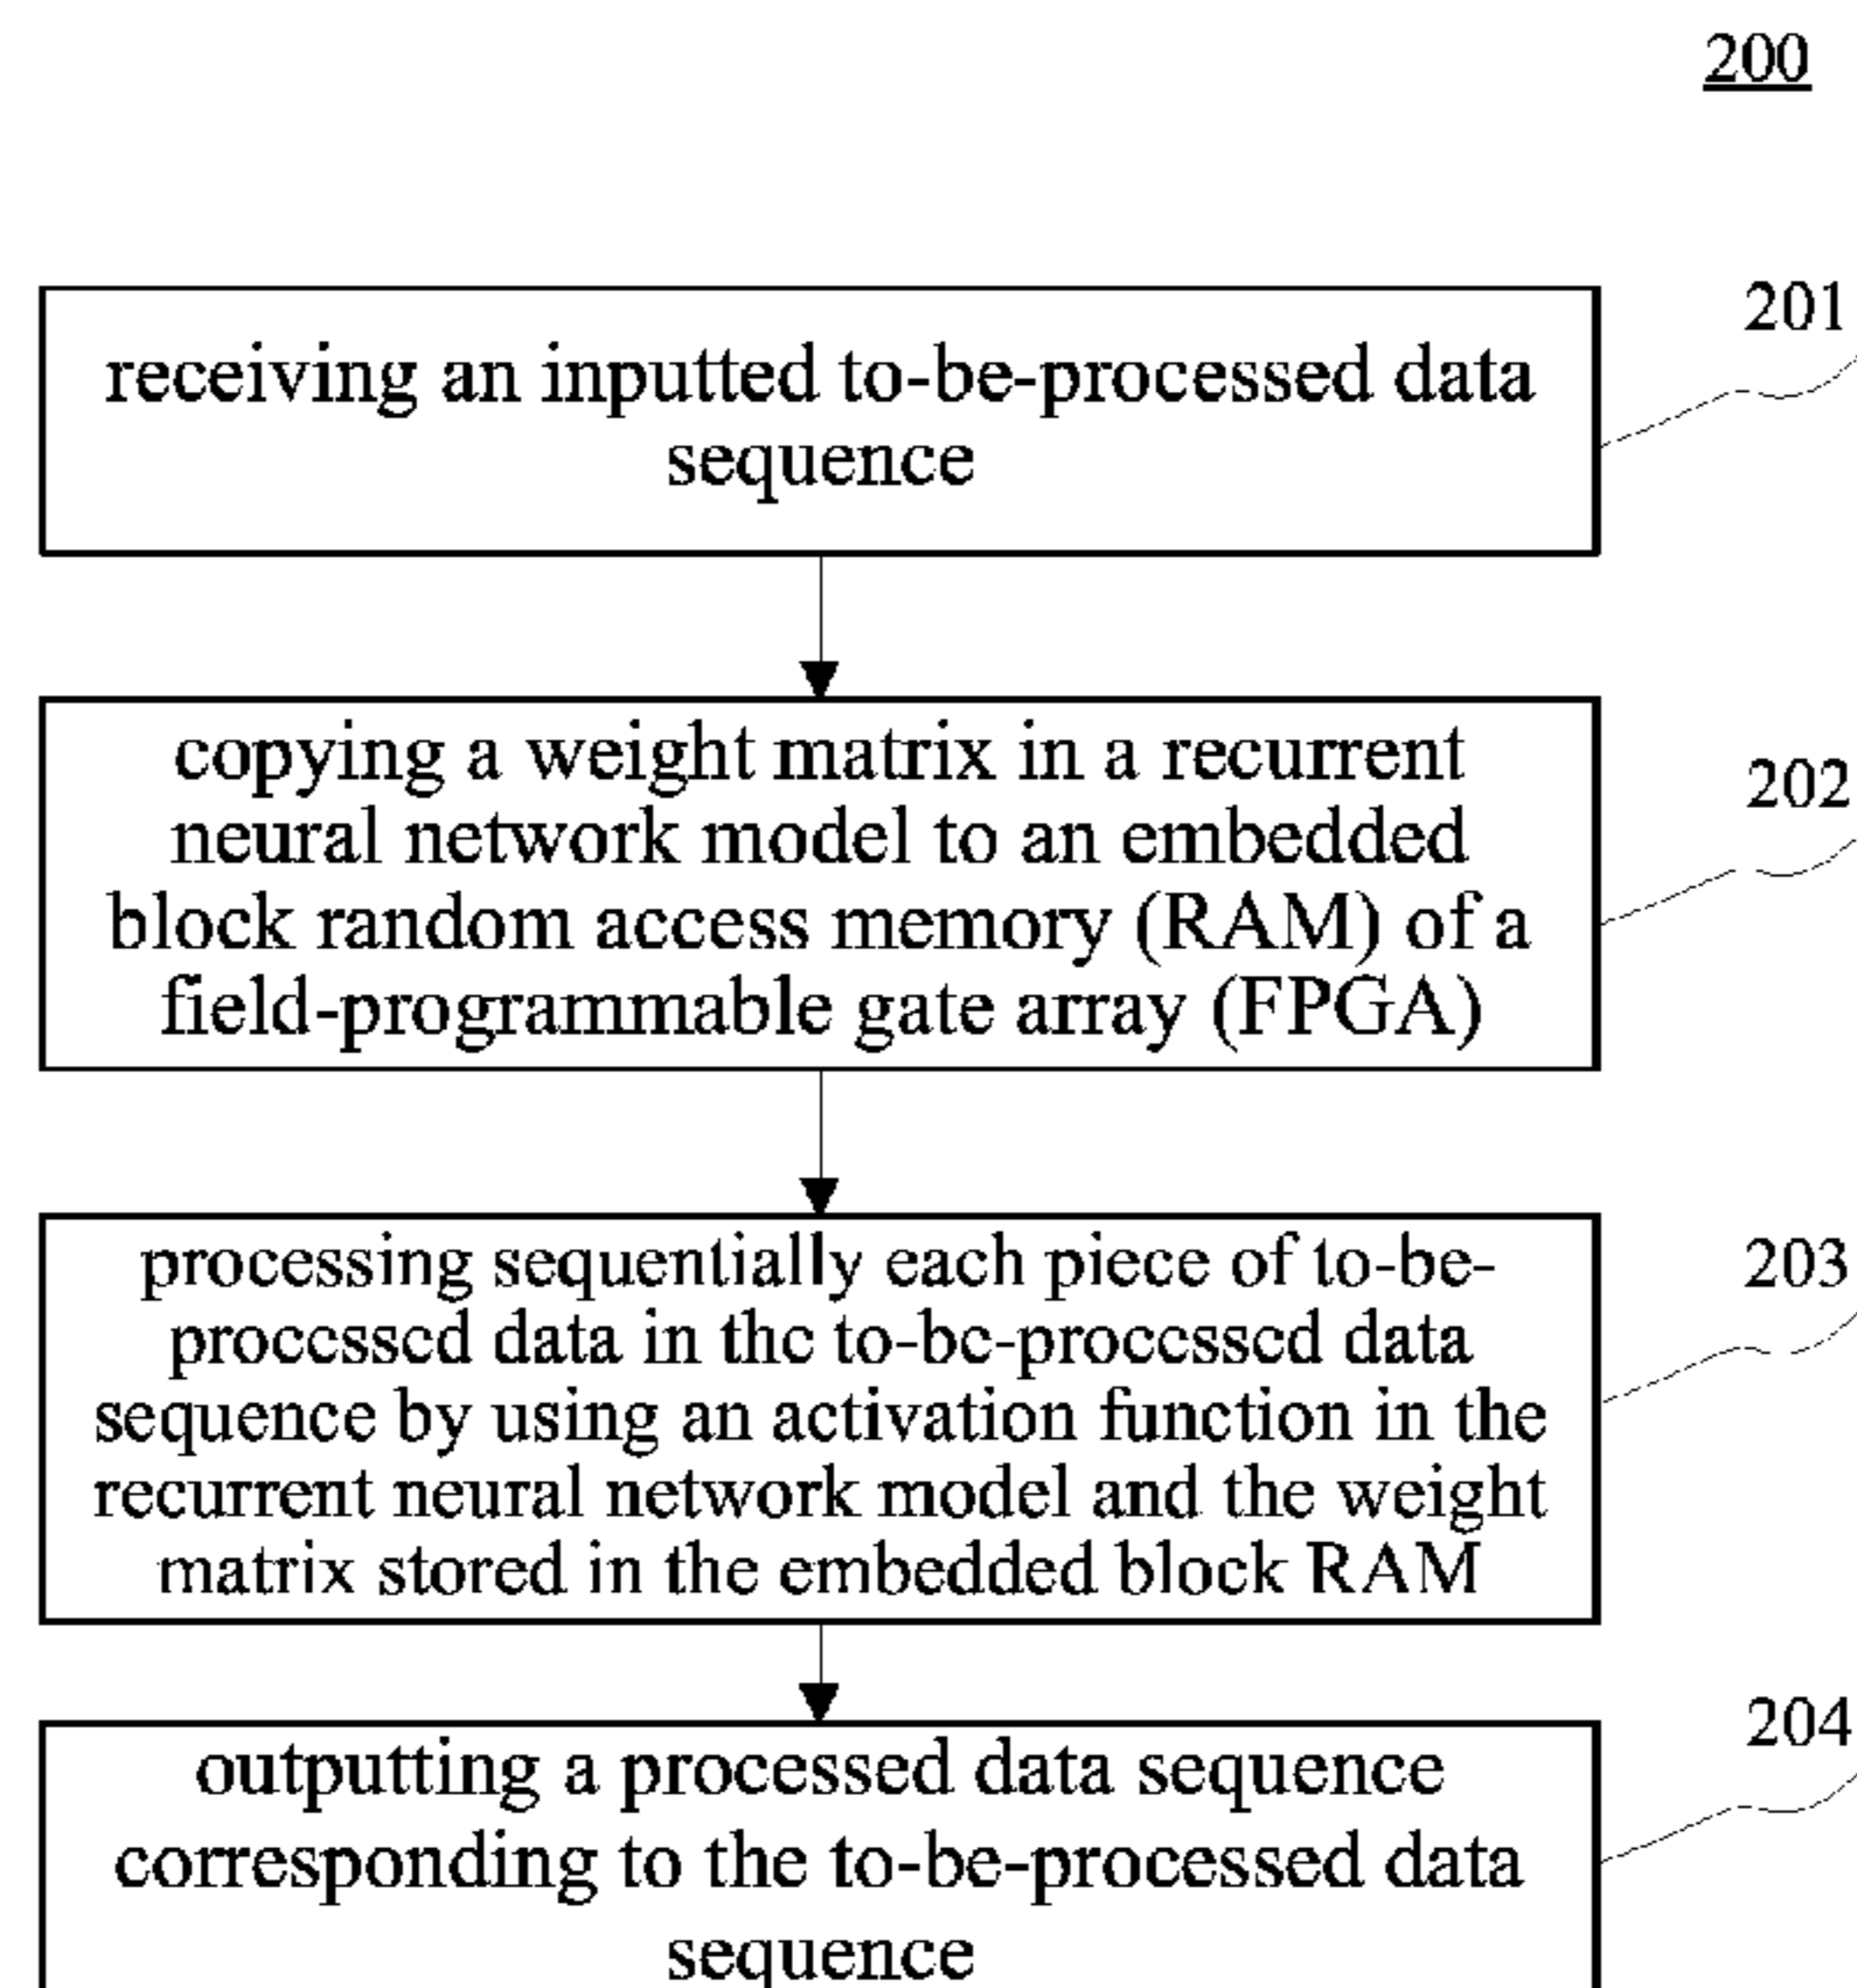 200
201
receiving an inputted to-be-processed data
sequence
202
copying a weight matrix in a recurrent
neural network model to an embedded
block random access memory (RAM) of a
field-programmable gate array (FPGA)
203
processing sequentially each piece of to-be-
processed data in the to-be-processed data
sequence by using an activation function in the
recurrent neural network model and the weight
matrix stored in the embedded block RAM
204
outputting a processed data sequence
corresponding to the to-be-processed data
sequence